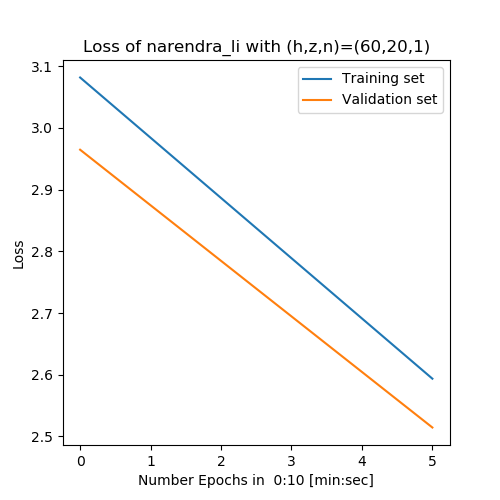 Loss of narendra_li with (h,z,n)=(60,20,1)
Training set
Validation set
3.1
3.0
2.9
2.8
2.7
2.6
2.5
Loss
0 1 2 3 4 5
Number Epochs in  0:10 [min:sec]